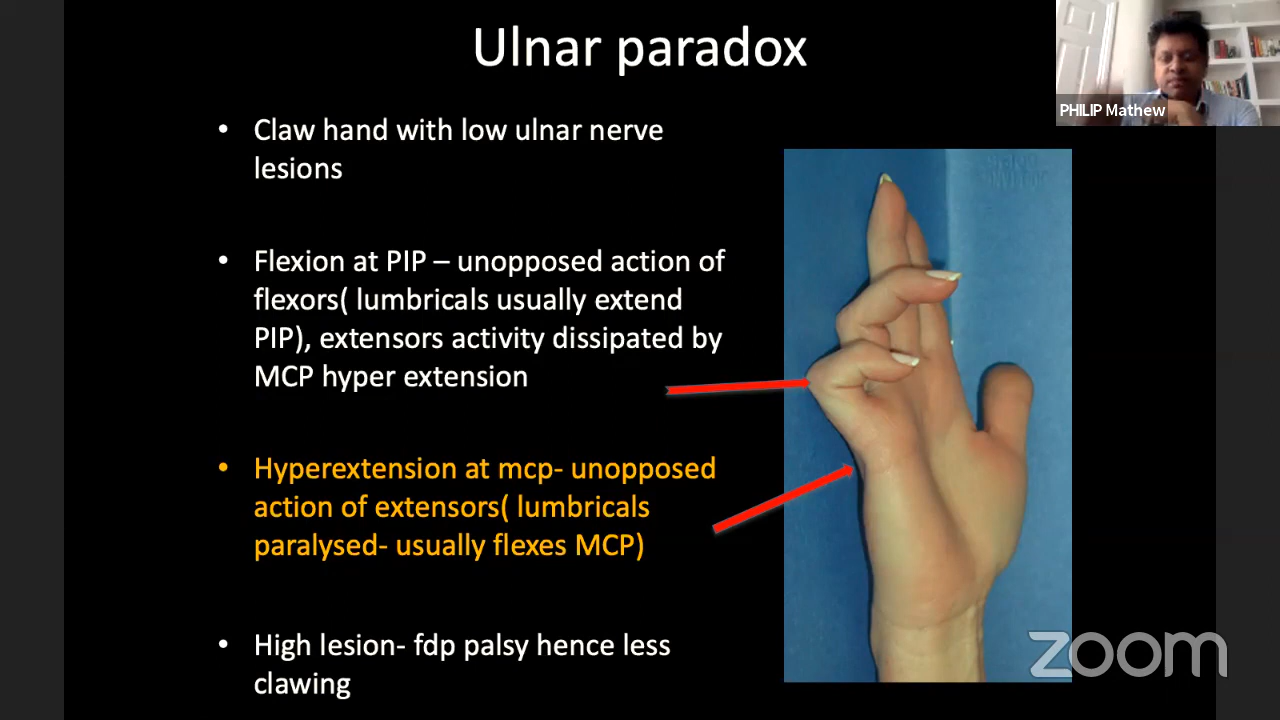 Ulnar paradox
PHILIP Mathew
• Claw hand with low ulnar nerve
lesions
• Flexion at PIP – unopposed action of
flexors( lumbricals usually extend
PIP), extensors activity dissipated by
MCP hyper extension
• Hyperextension at mcp- unopposed
action of extensors( lumbricals
paralysed- usually flexes MCP)
• High lesion- fdp palsy hence less
clawing
zoom